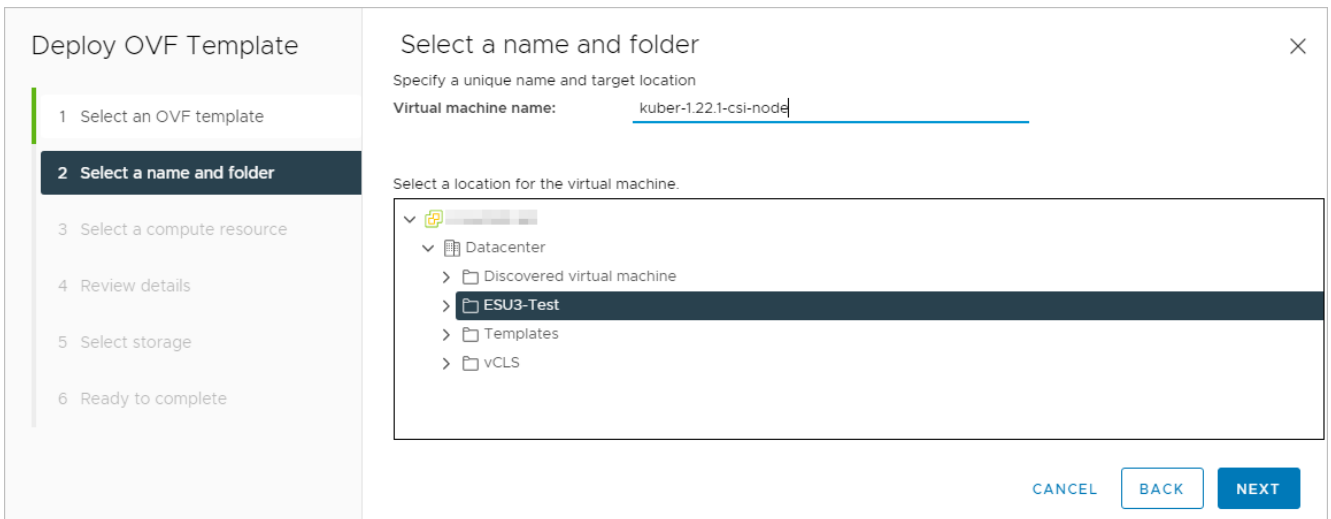 Deploy OVF Template
1 Select an OVF template
2 Select a name and folder
3 Select a compute resource
4 Review details
5 Select storage
6 Ready to complete
Select a name and folder
Specify a unique name and target location
Virtual machine name: kuber-1.22.1-csi-node
Select a location for the virtual machine.
Datacenter
Discovered virtual machine
ESU3-Test
Templates
vCLS
CANCEL BACK NEXT